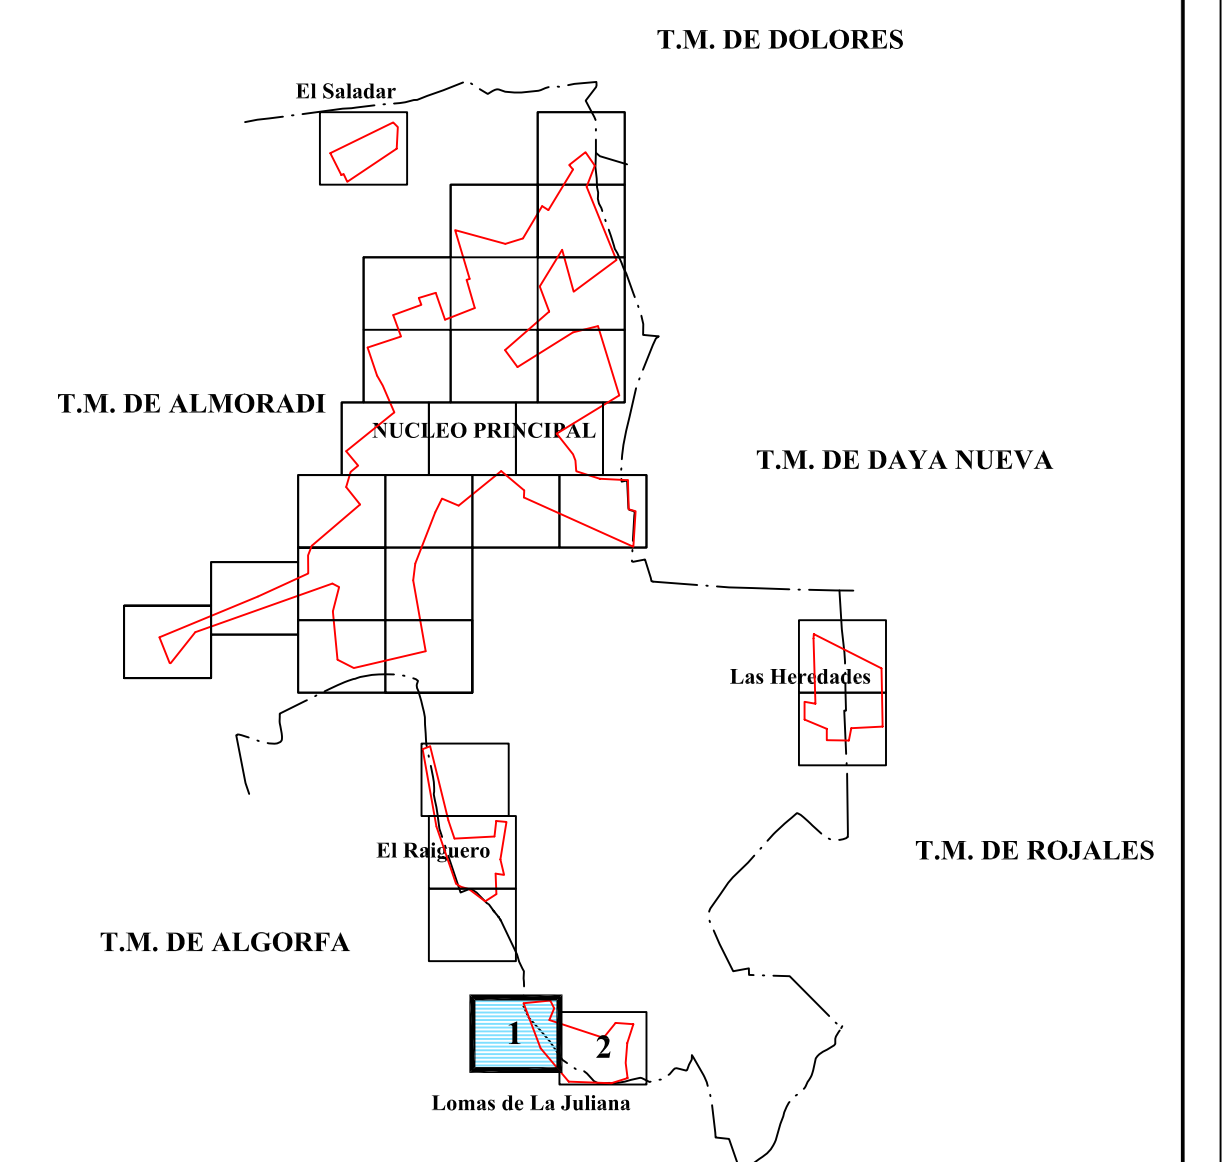 T.M. DE DOLORES
El Saladar
T.M. DE ALMORADI
NUCLEO PRINCIPAL
T.M. DE DAYA NUEVA
Las Heredades
El Raiguero
T.M. DE ROJALES
T.M. DE ALGORFA
1
2
Lomas de La Juliana